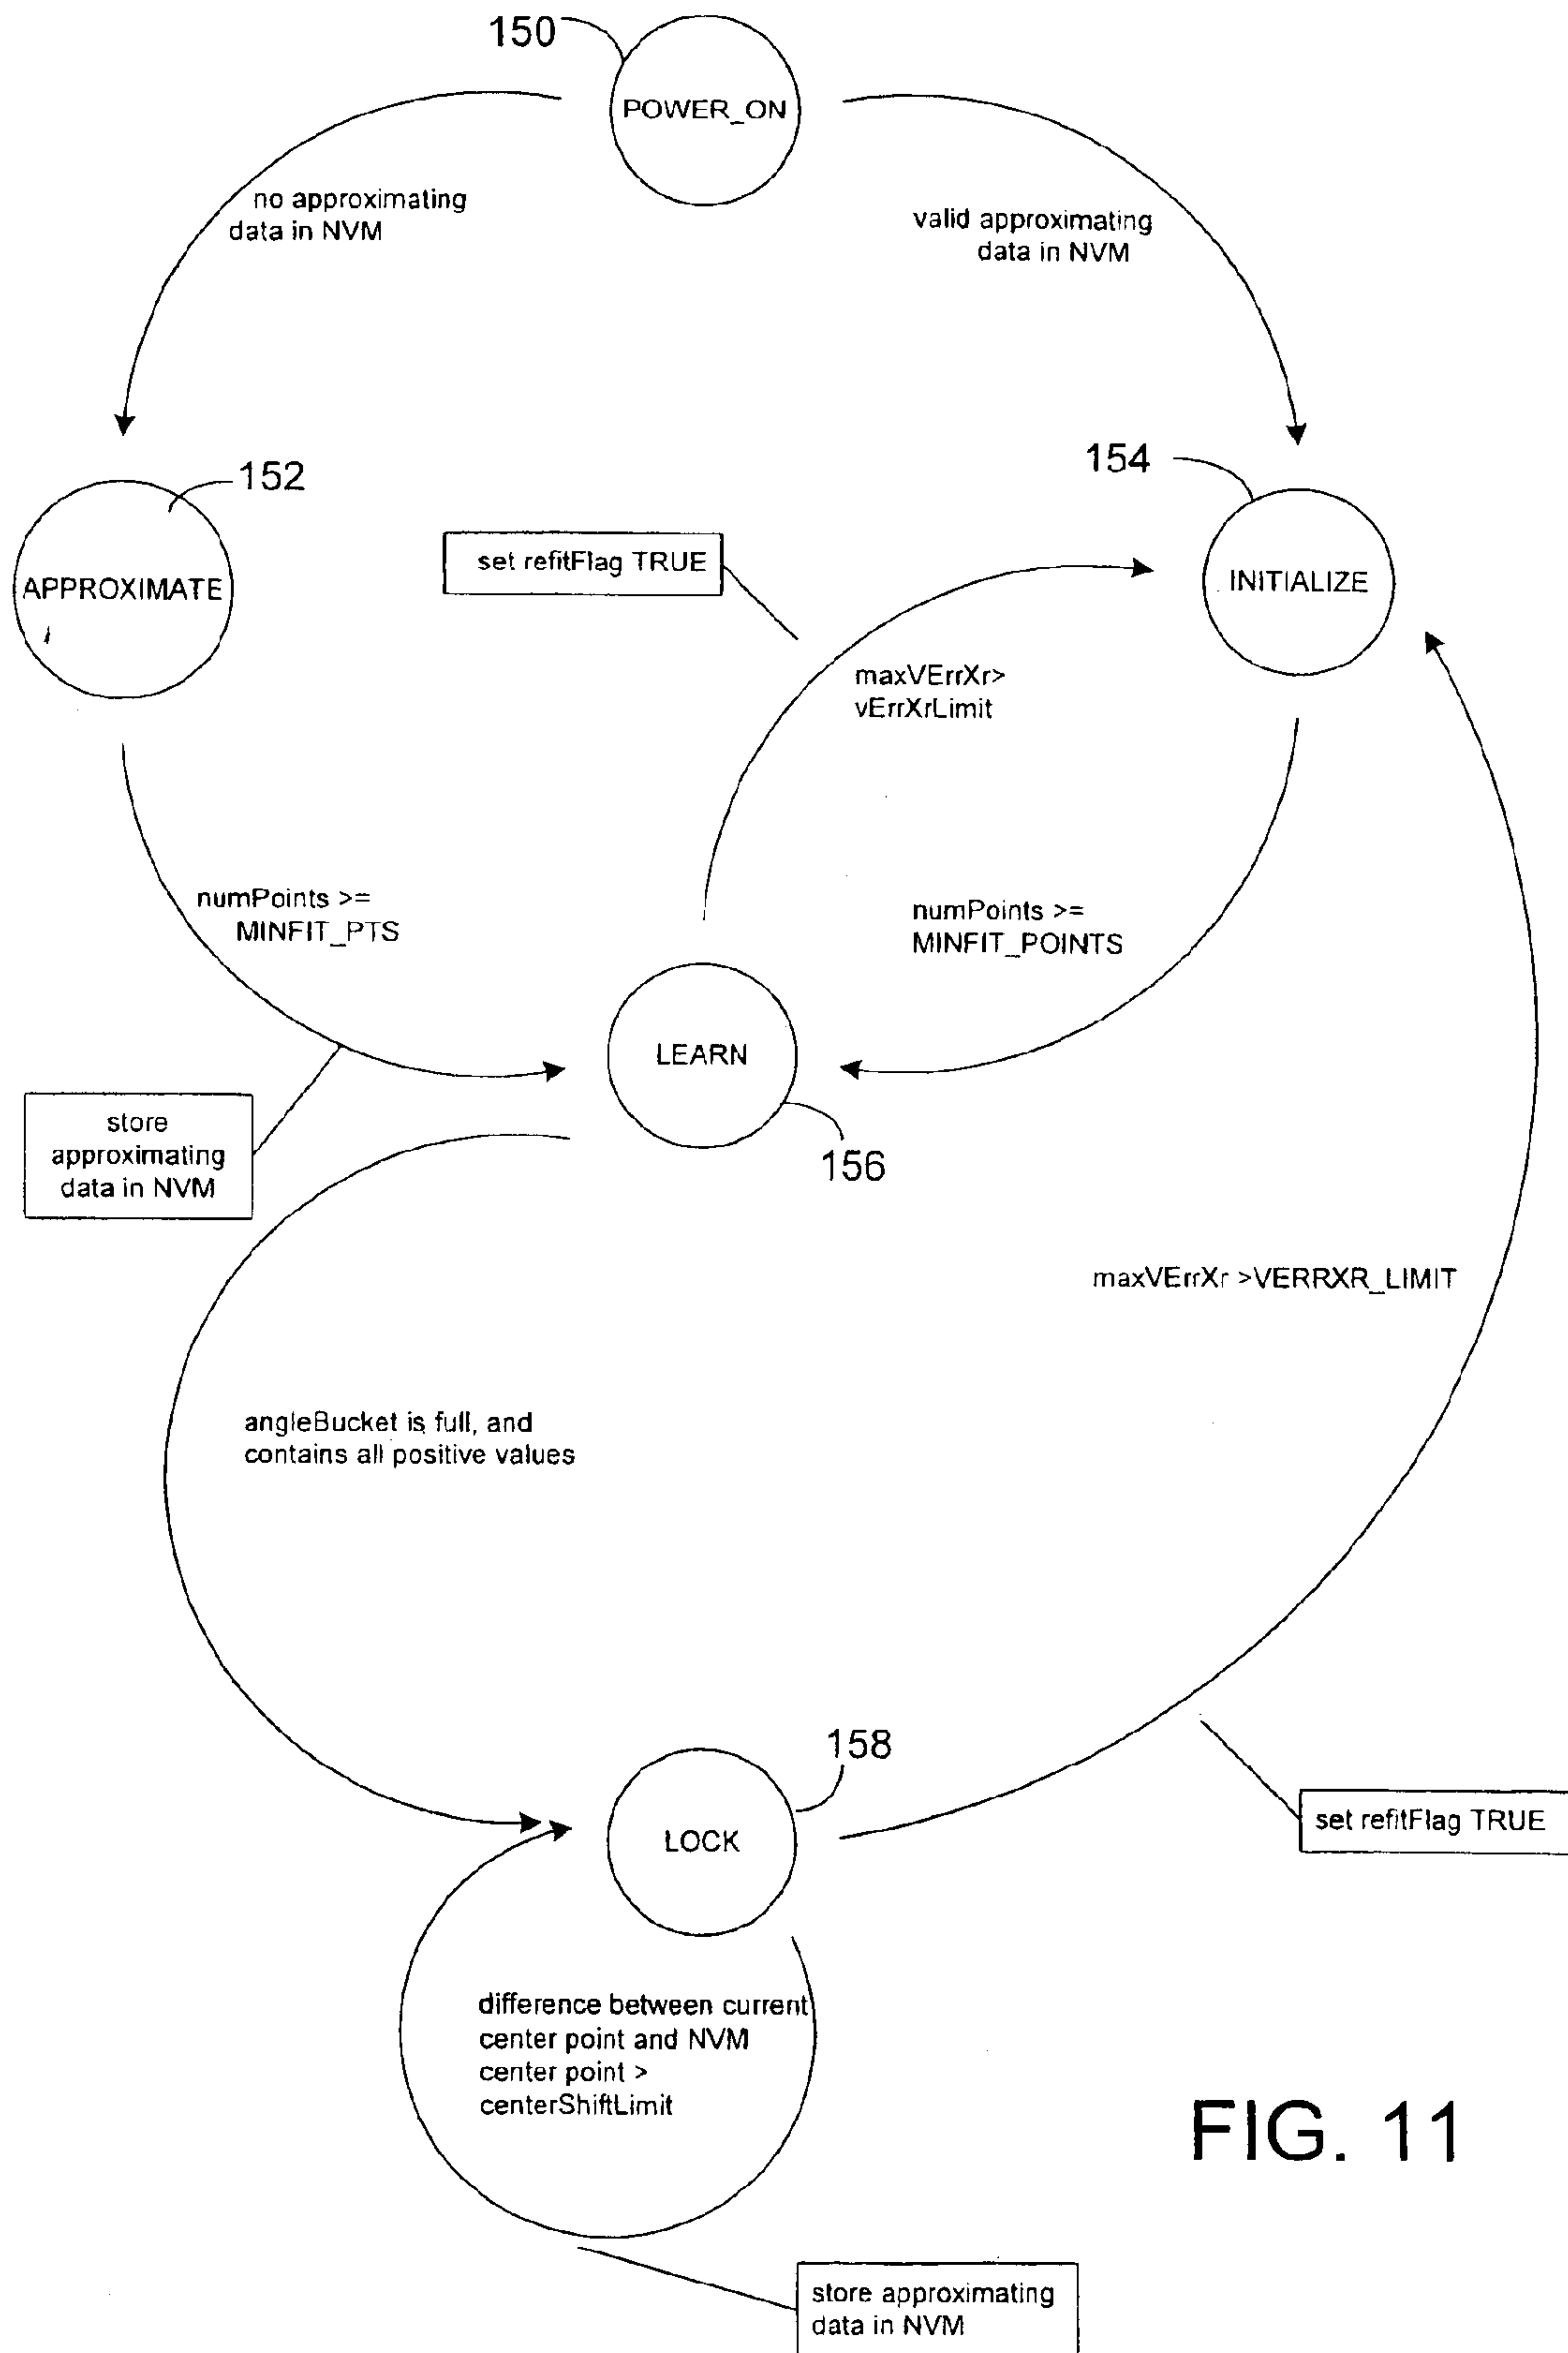 150
POWER_ON
no approximating
data in NVM
valid approximating
data in NVM
152
154
set refitFlag TRUE
APPROXIMATE
INITIALIZE
maxVErrXr>
vErrXrLimit
numPoints >=
MINFIT_PTS
numPoints >=
MINFIT_POINTS
LEARN
store
approximating
data in NVM
156
maxVErrXr >VERRXR_LIMIT
angleBucket is full, and
contains all positive values
158
LOCK
set refitFlag TRUE
difference between current
center point and NVM
center point >
centerShiftLimit
FIG. 11
store approximating
data in NVM